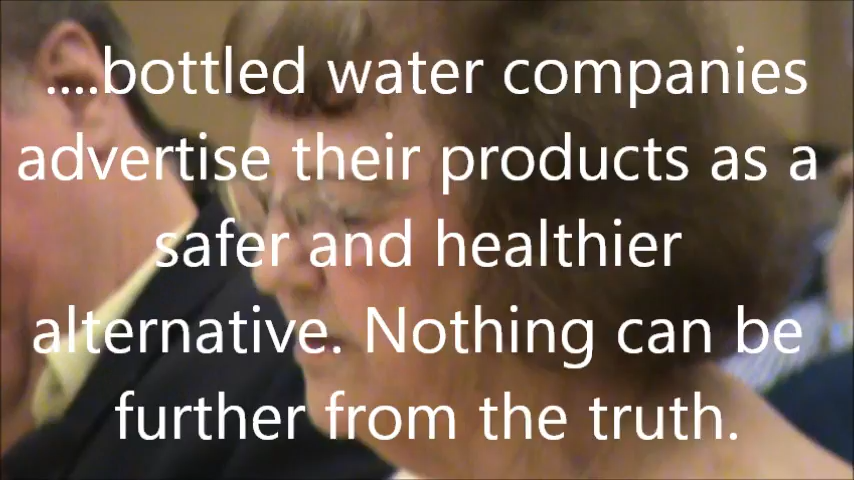 ....bottled water companies
advertise their products as a
safer and healthier
alternative. Nothing can be
further from the truth.